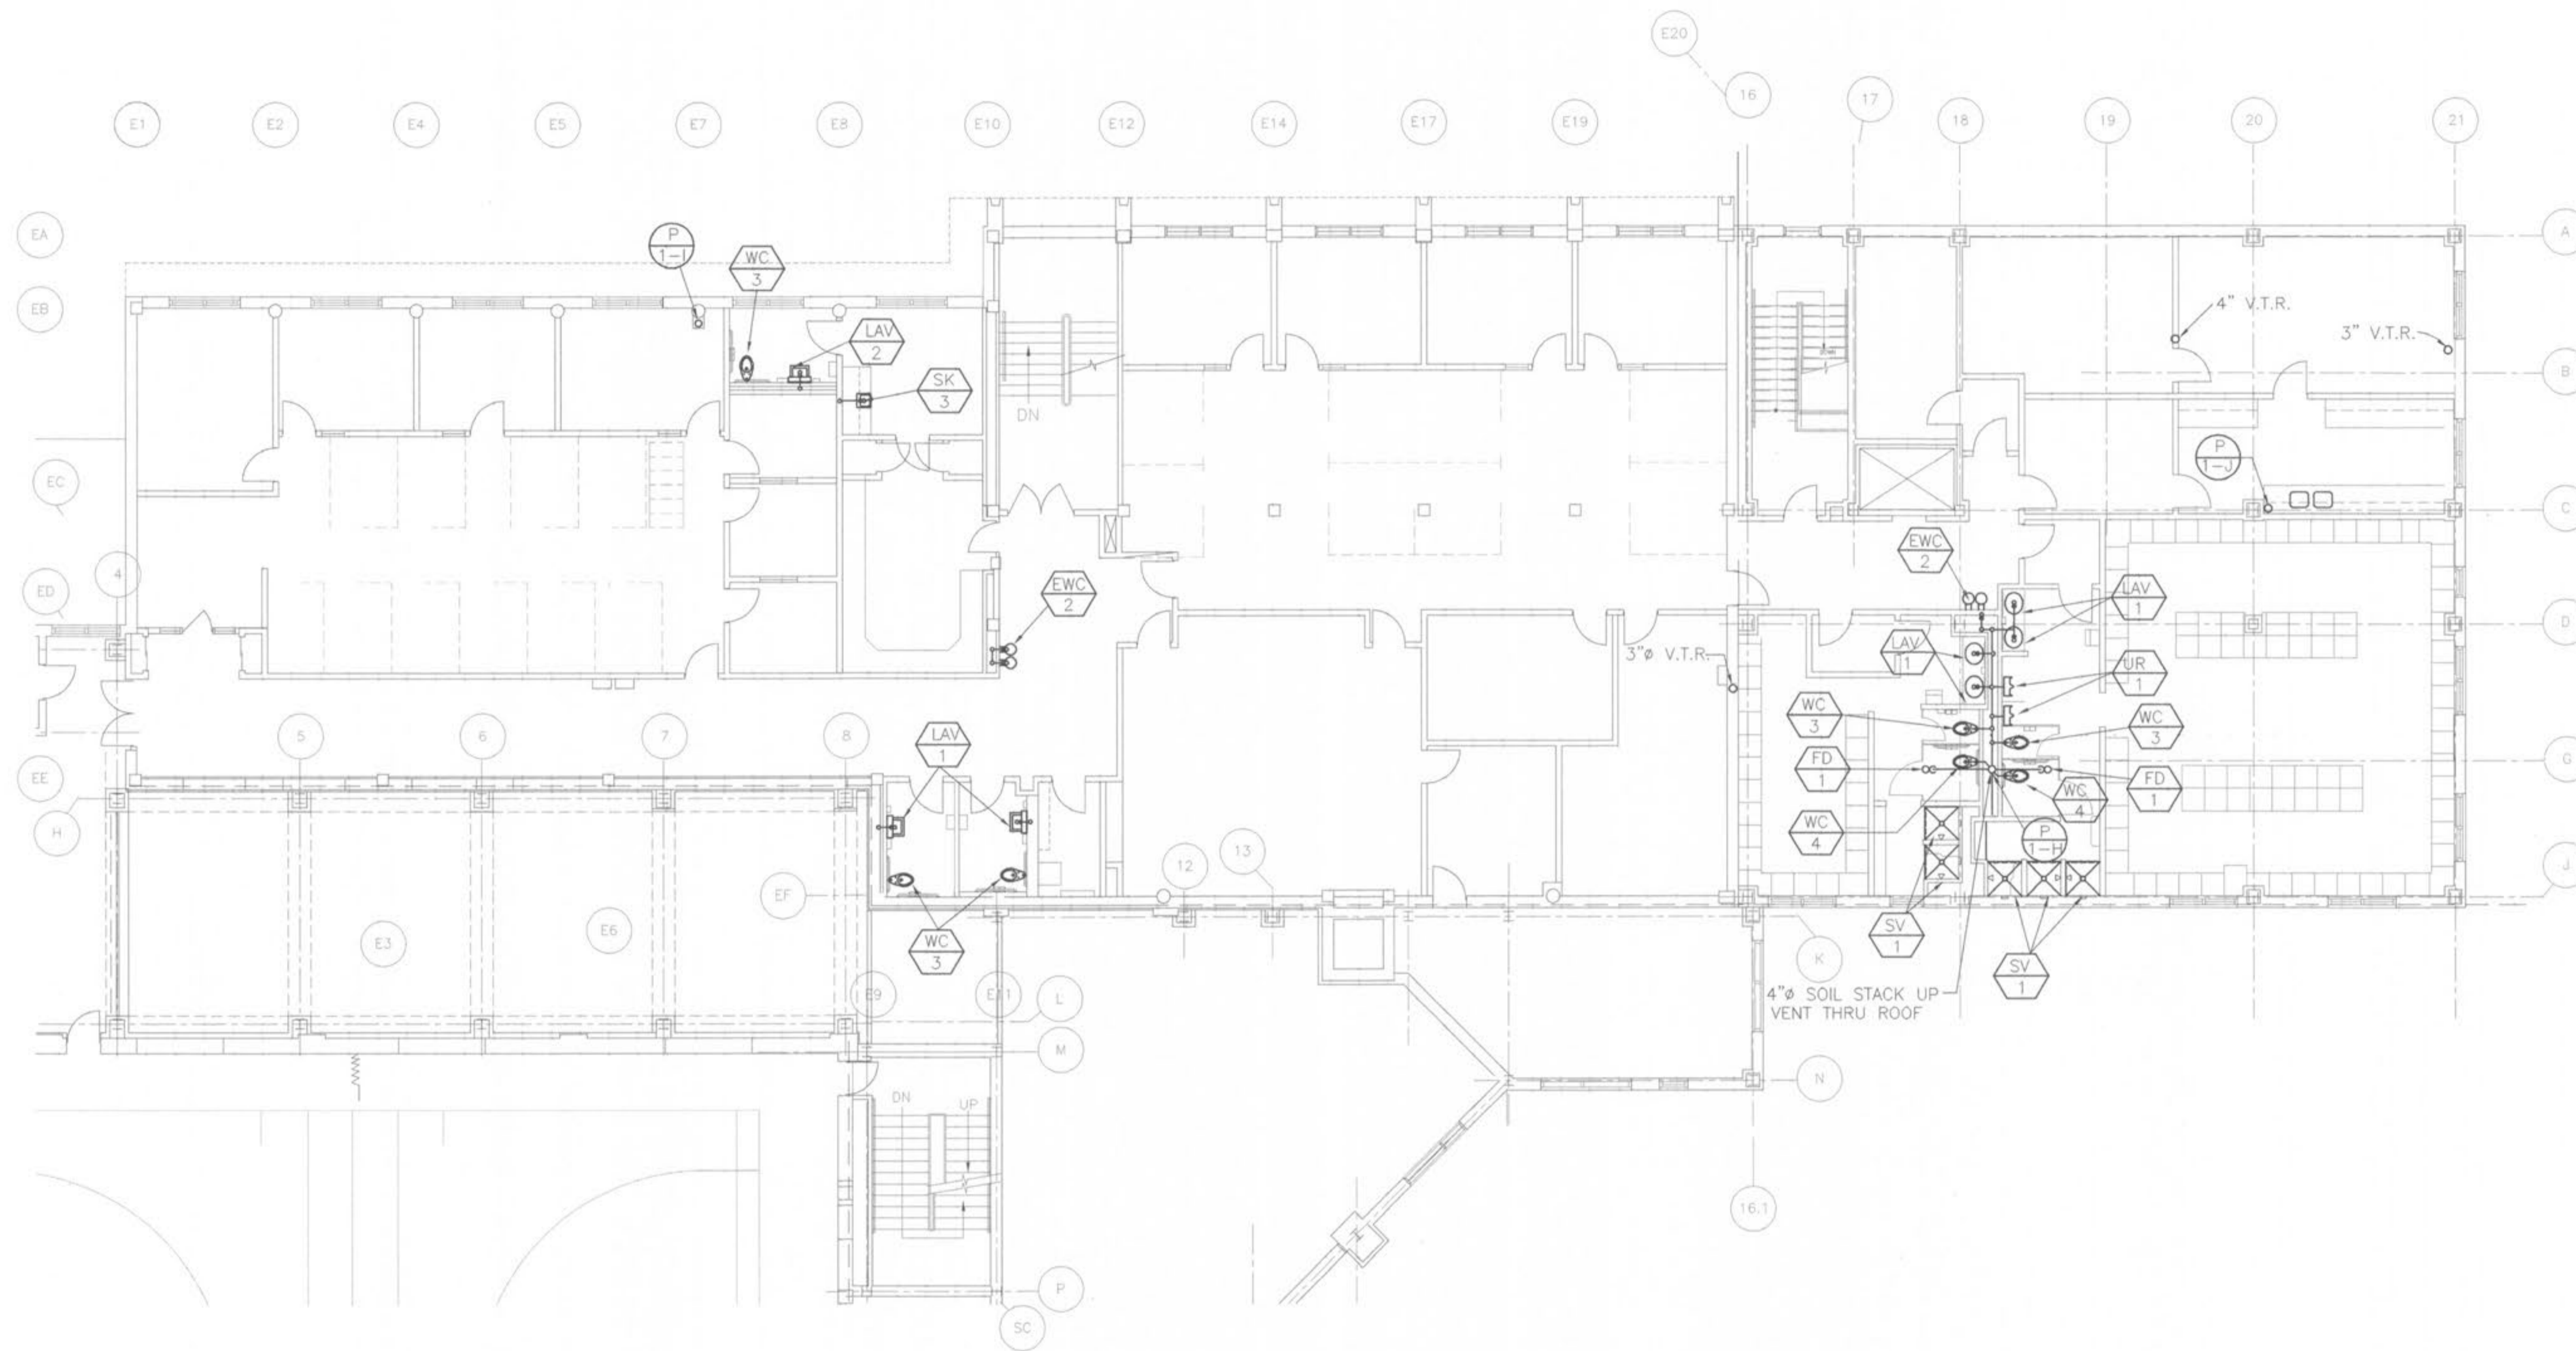 E20
16
17
E1
E2
E4
E5
E7
E8
E10
E12
E14
E17
E19
18
19
20
21
EA
P
1-I
WC
3
A
EB
LAV
2
4" V.T.R.
3" V.T.R.
SK
3
B
DN
EC
P
1-J
C
EWC
2
4
ED
EWC
2
LAV
1
D
LAV
1
3"ø V.T.R.
UR
1
WC
3
WC
3
5
6
7
8
LAV
1
G
EE
FD
1
FD
1
WC
4
H
WC
4
P
1-H
12
13
J
EF
E3
E6
WC
3
SV
1
SV
1
K
E9
E11
L
4"ø SOIL STACK UP
VENT THRU ROOF
M
N
DN
UP
16.1
P
SC